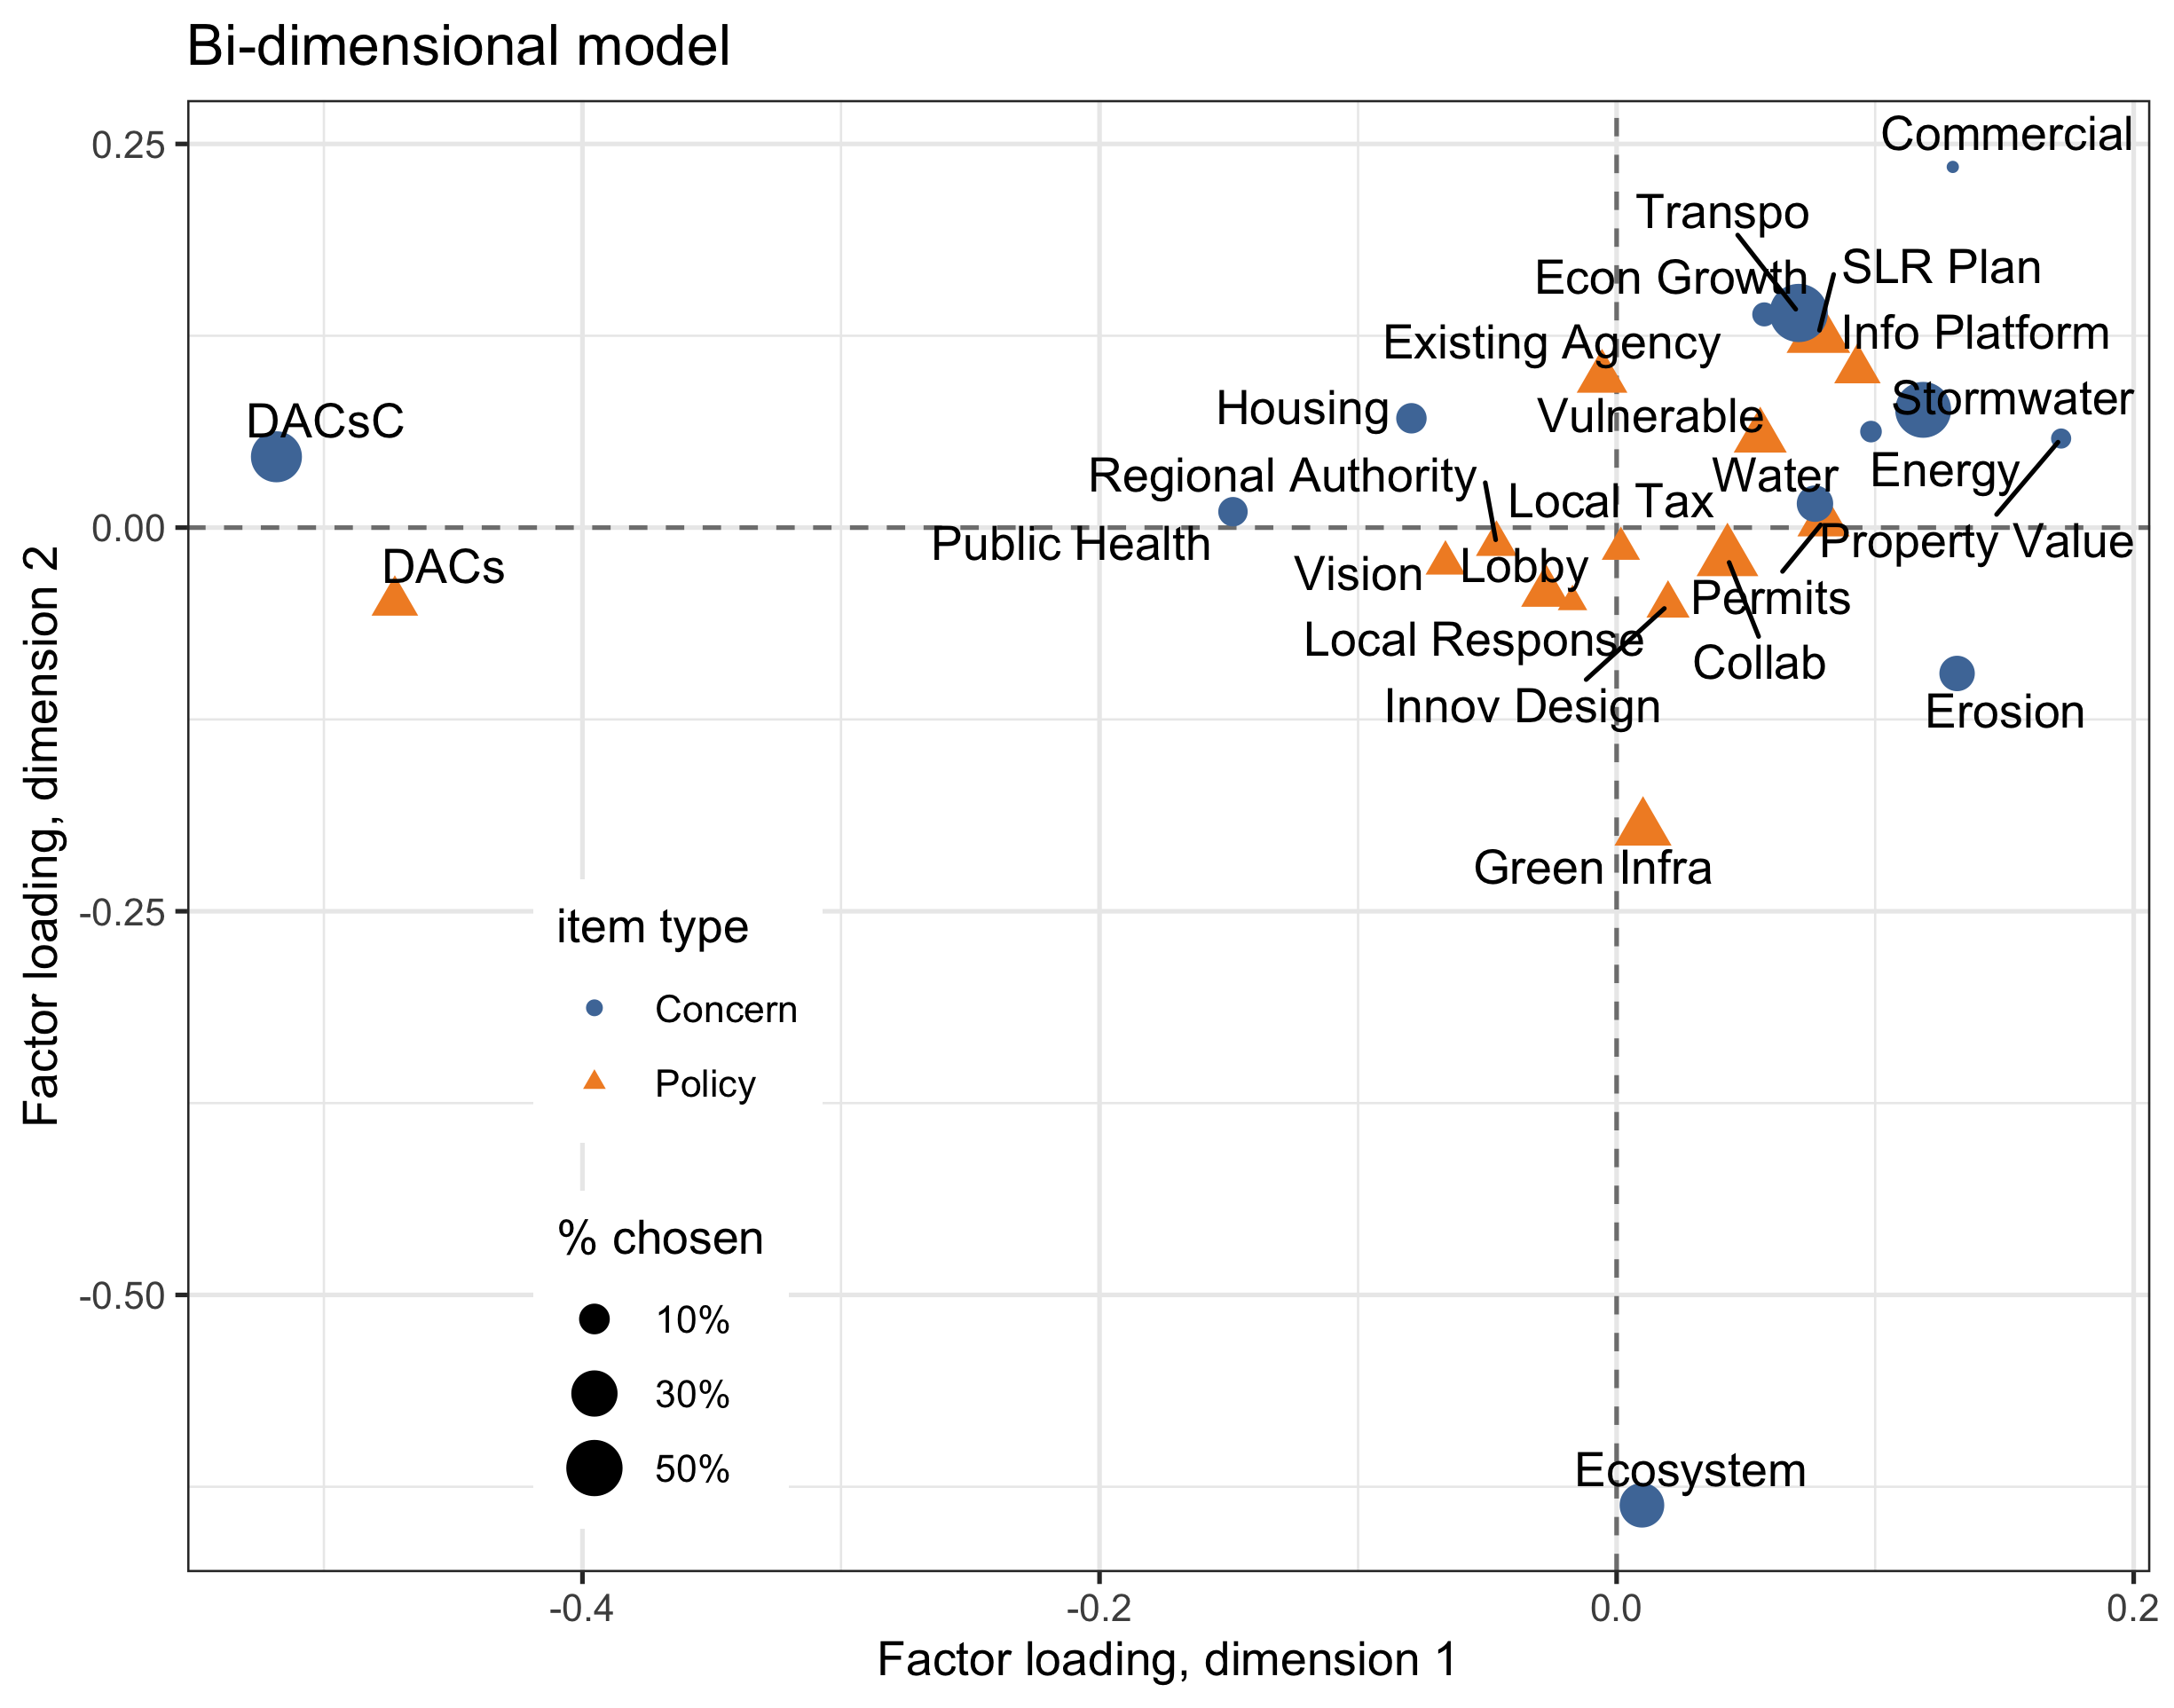 Bi-dimensional model
Factor loading, dimension 2
0.25
0.00
-0.25
-0.50
Commercial
Transpo
SLR Plan
Econ Growth
Info Platform
Existing Agency
Stormwater
Housing
Vulnerable
DACsC
Energy
Water
Regional Authority
Local Tax
Property Value
Public Health
Lobby
Vision
DACs
Permits
Local Response
Collab
Innov Design
Erosion
Green Infra
item type
Concern
Policy
% chosen
10%
30%
50%
Ecosystem
-0.4
-0.2
0.0
0.2
Factor loading, dimension 1